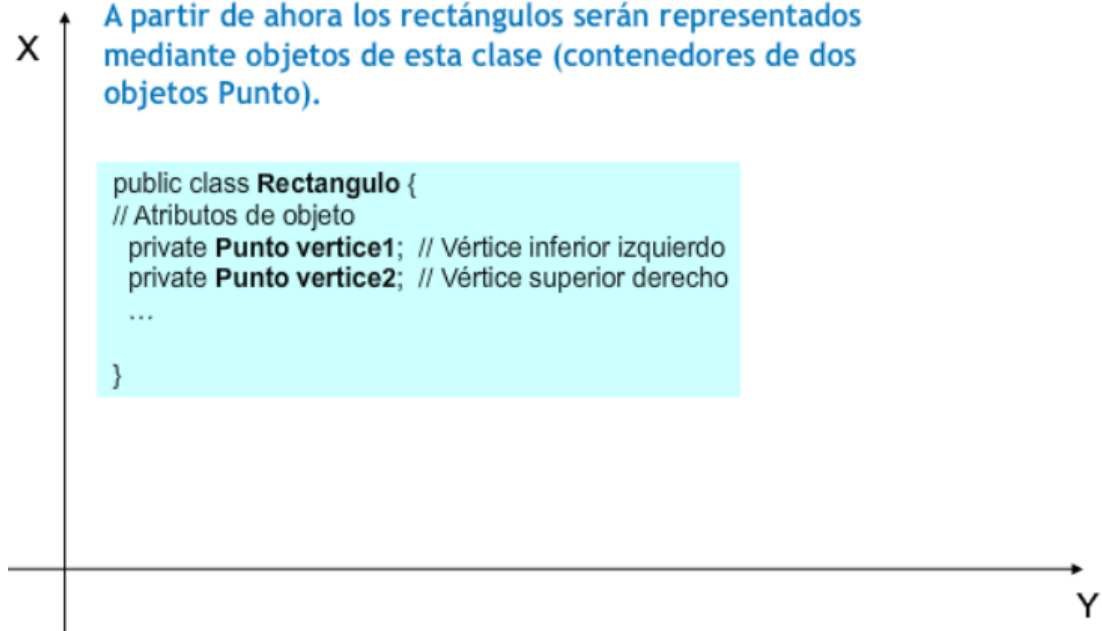 A partir de ahora los rectángulos serán representados
mediante objetos de esta clase (contenedores de dos
objetos Punto).
X
public class Rectangulo {
// Atributos de objeto
private Punto vertice1; // Vértice inferior izquierdo
private Punto vertice2; // Vértice superior derecho
...
}
Y